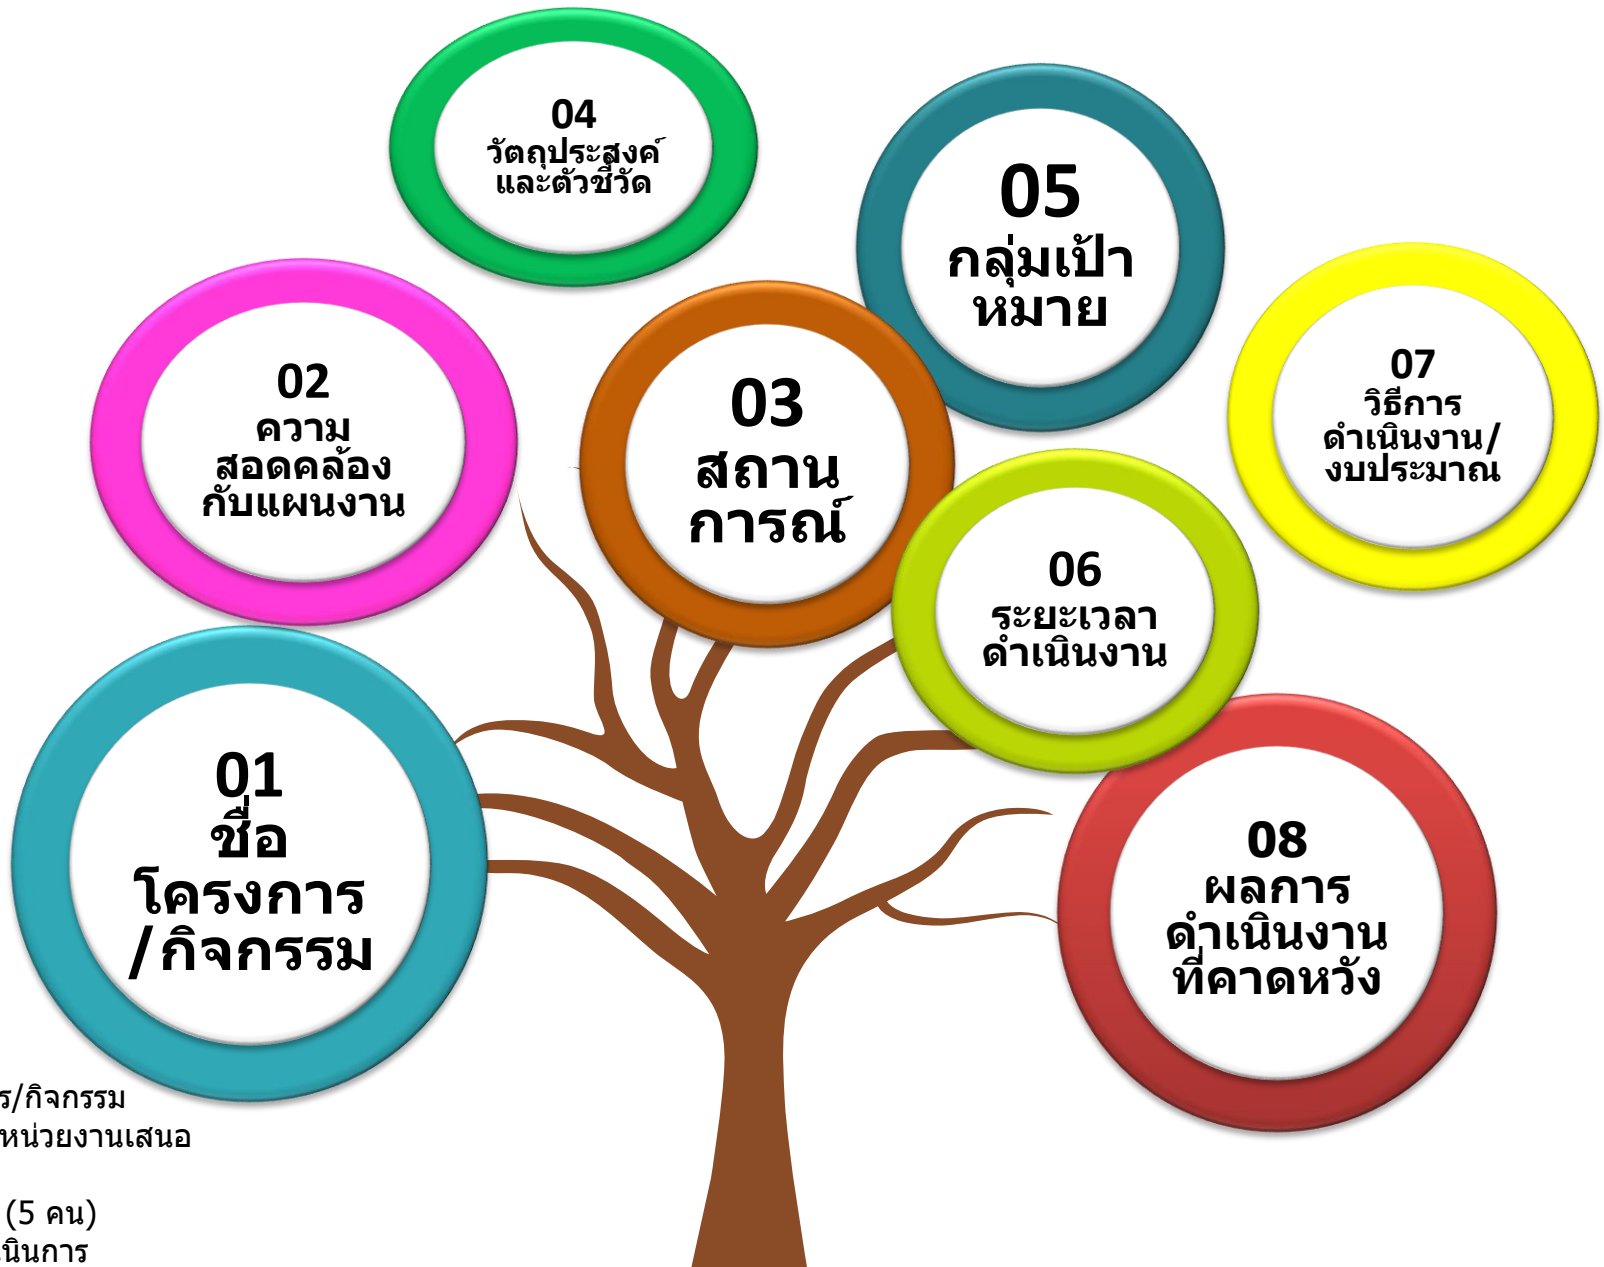 04
วัตถุประสงค์
และตัวชี้วัด
05
กลุ่มเป้า
หมาย
02
ความ
สอดคล้อง
กับแผนงาน
03
สถาน
การณ์
07
วิธีการ
ดำเนินงาน/
งบประมาณ
06
ระยะเวลา
ดำเนินงาน
01
ชื่อ
โครงการ
/กิจกรรม
08
ผลการ
ดำเนินงาน
ที่คาดหวัง
ร/กิจกรรม
หน่วยงานเสนอ
(5 คน)
นินการ